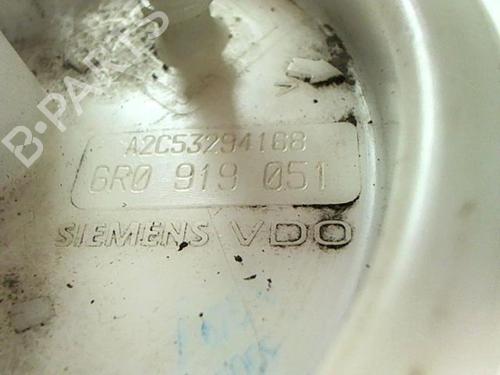 B-PARTS
A2C53294168
6R0 919 051
SIEMENS VDO